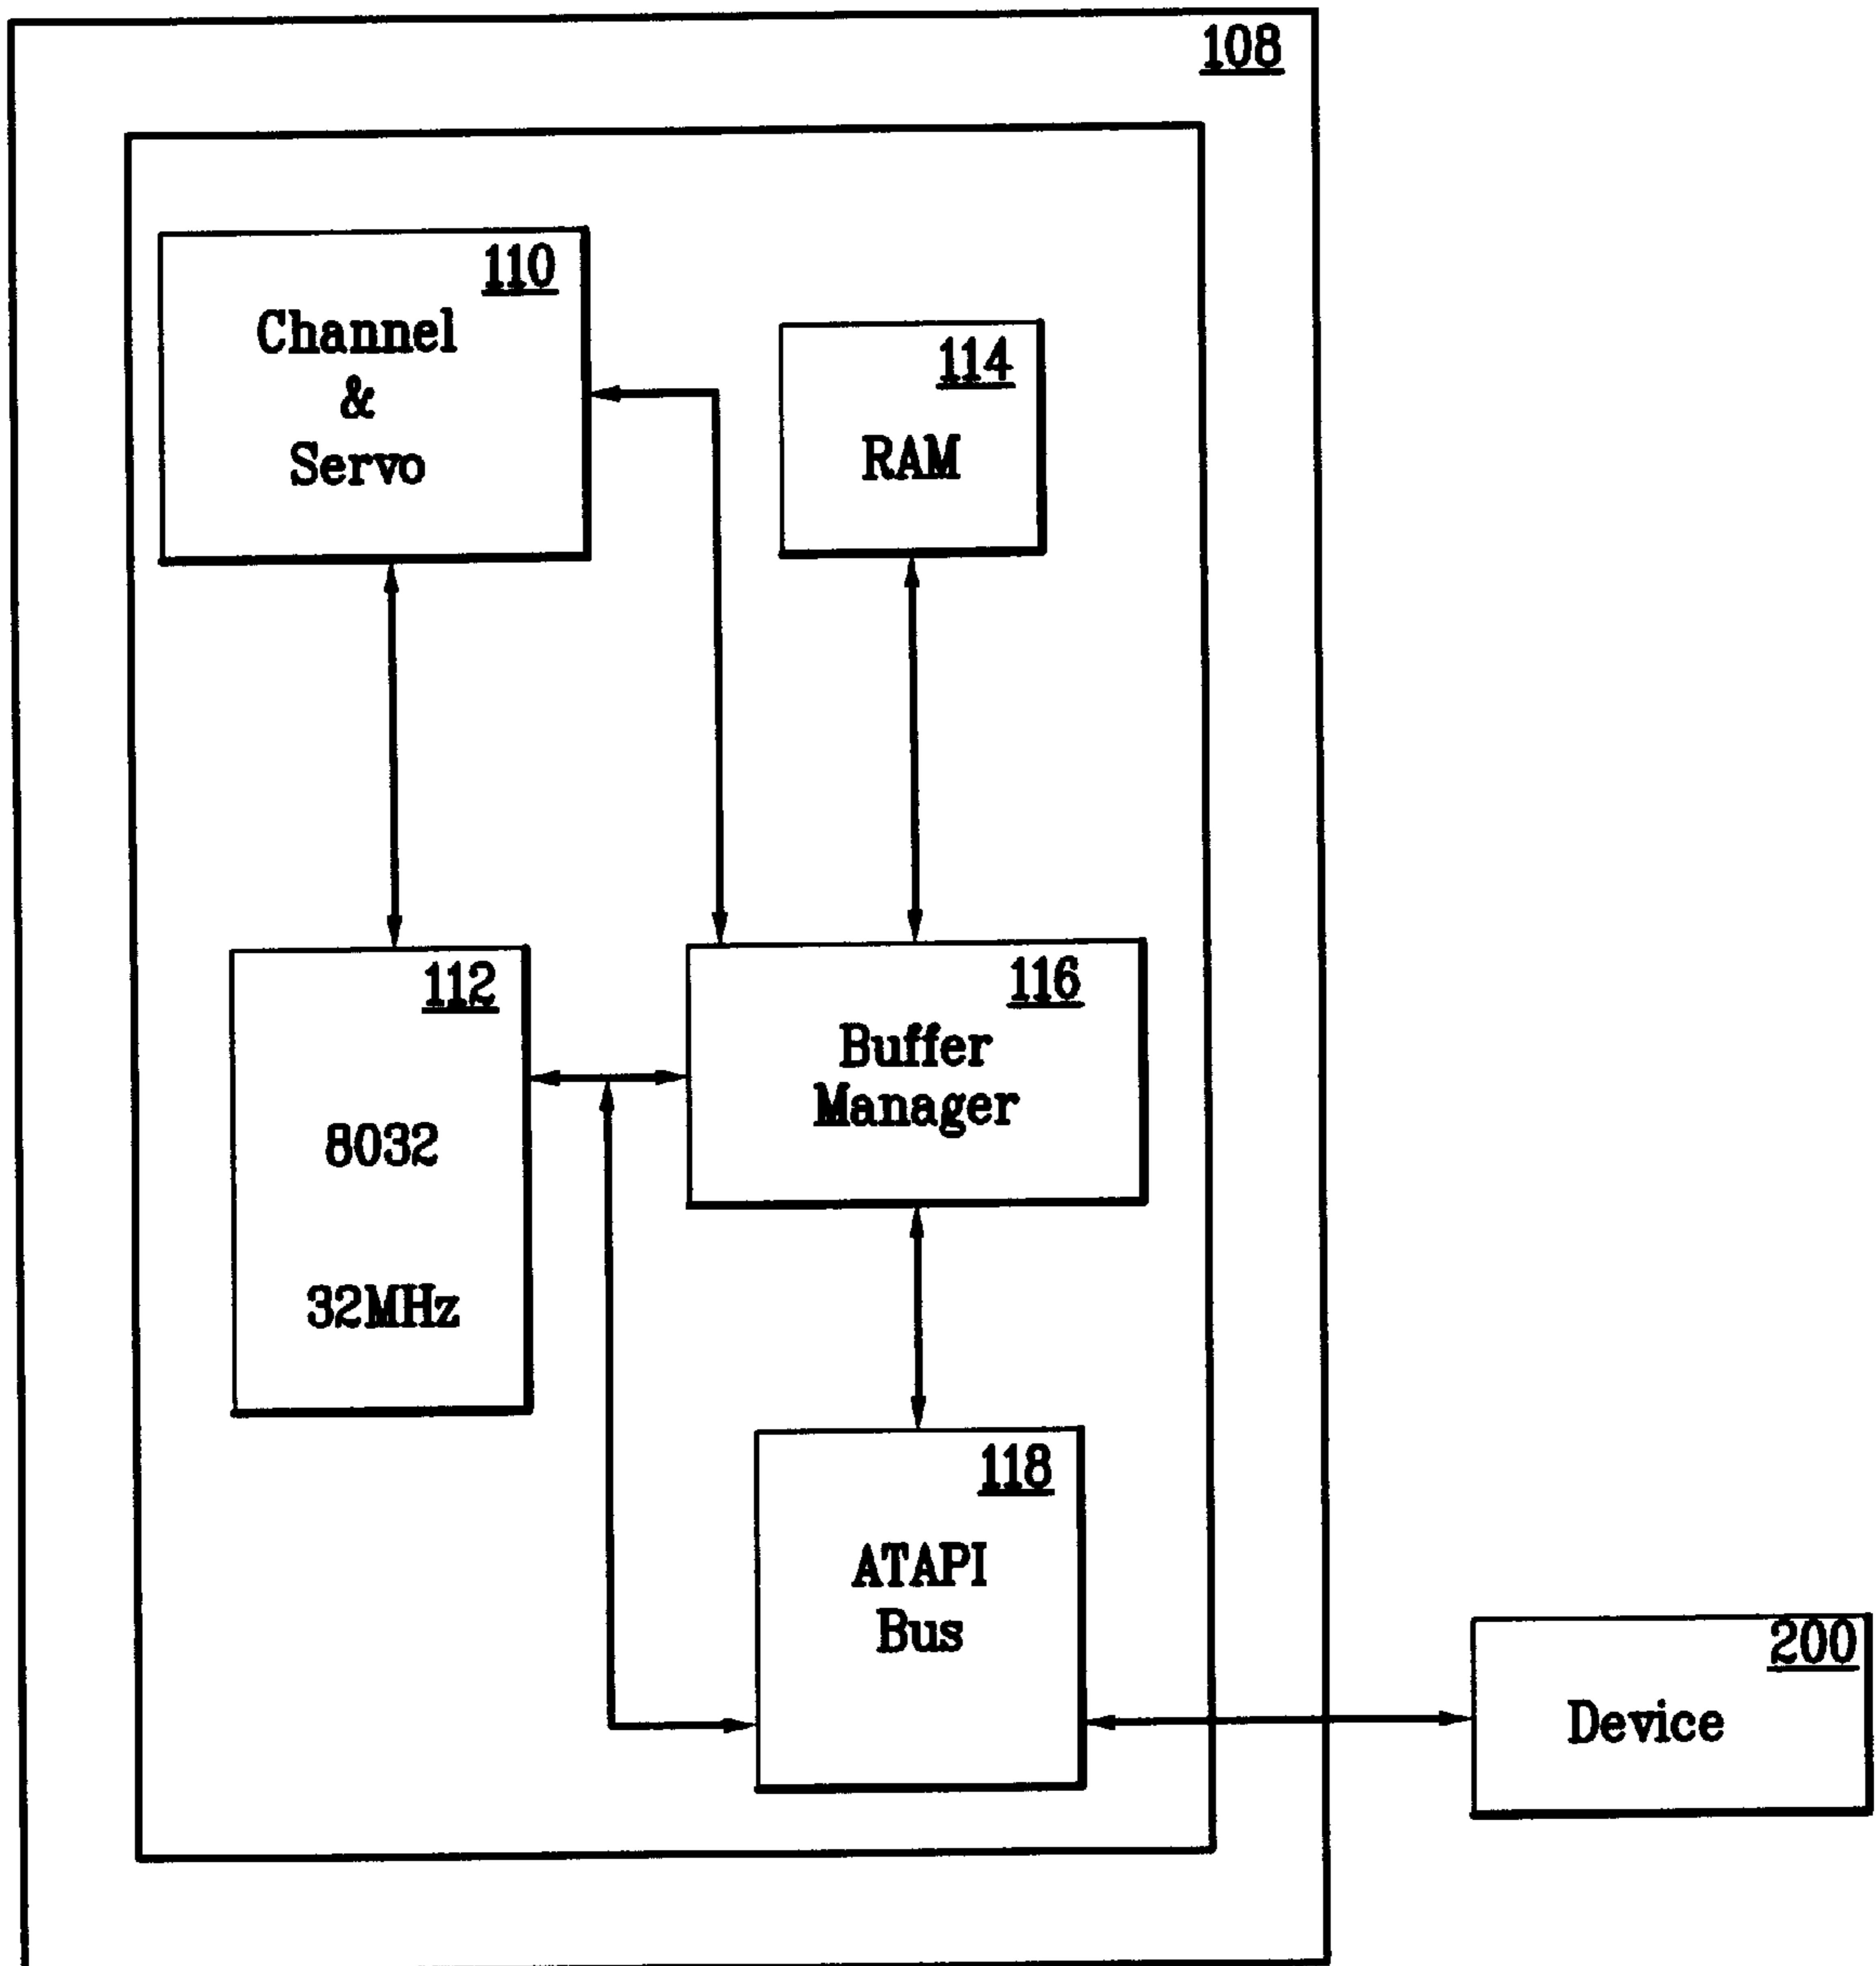 108
110
Channel
&
Servo
114
RAM
112
8032
32MHz
116
Buffer
Manager
118
ATAPI
Bus
200
Device